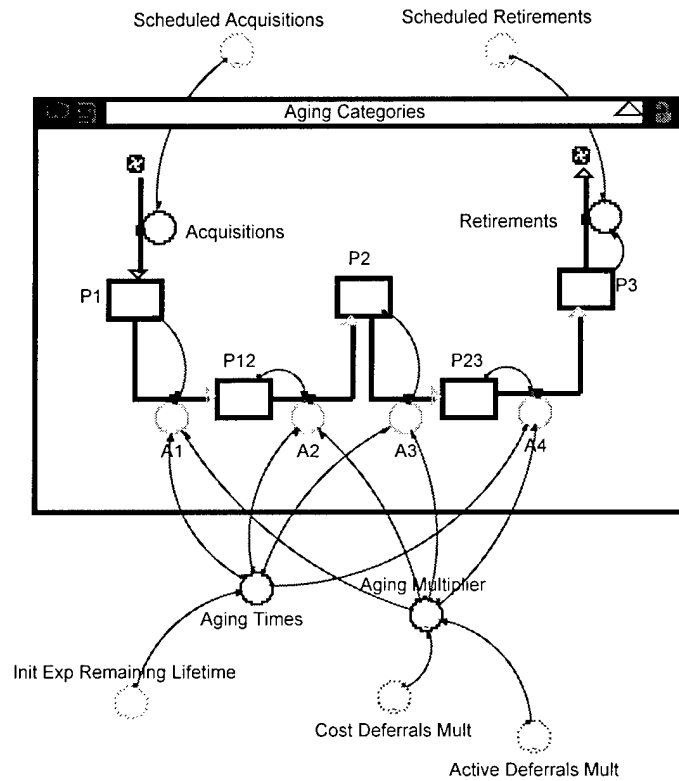 Scheduled Acquisitions
Scheduled Retirements
Aging Categories
Acquisitions
Retirements
P1
P2
P3
P12
P23
A1
A2
A3
A4
Aging Times
Aging Multiplier
Init Exp Remaining Lifetime
Cost Deferrals Mult
Active Deferrals Mult